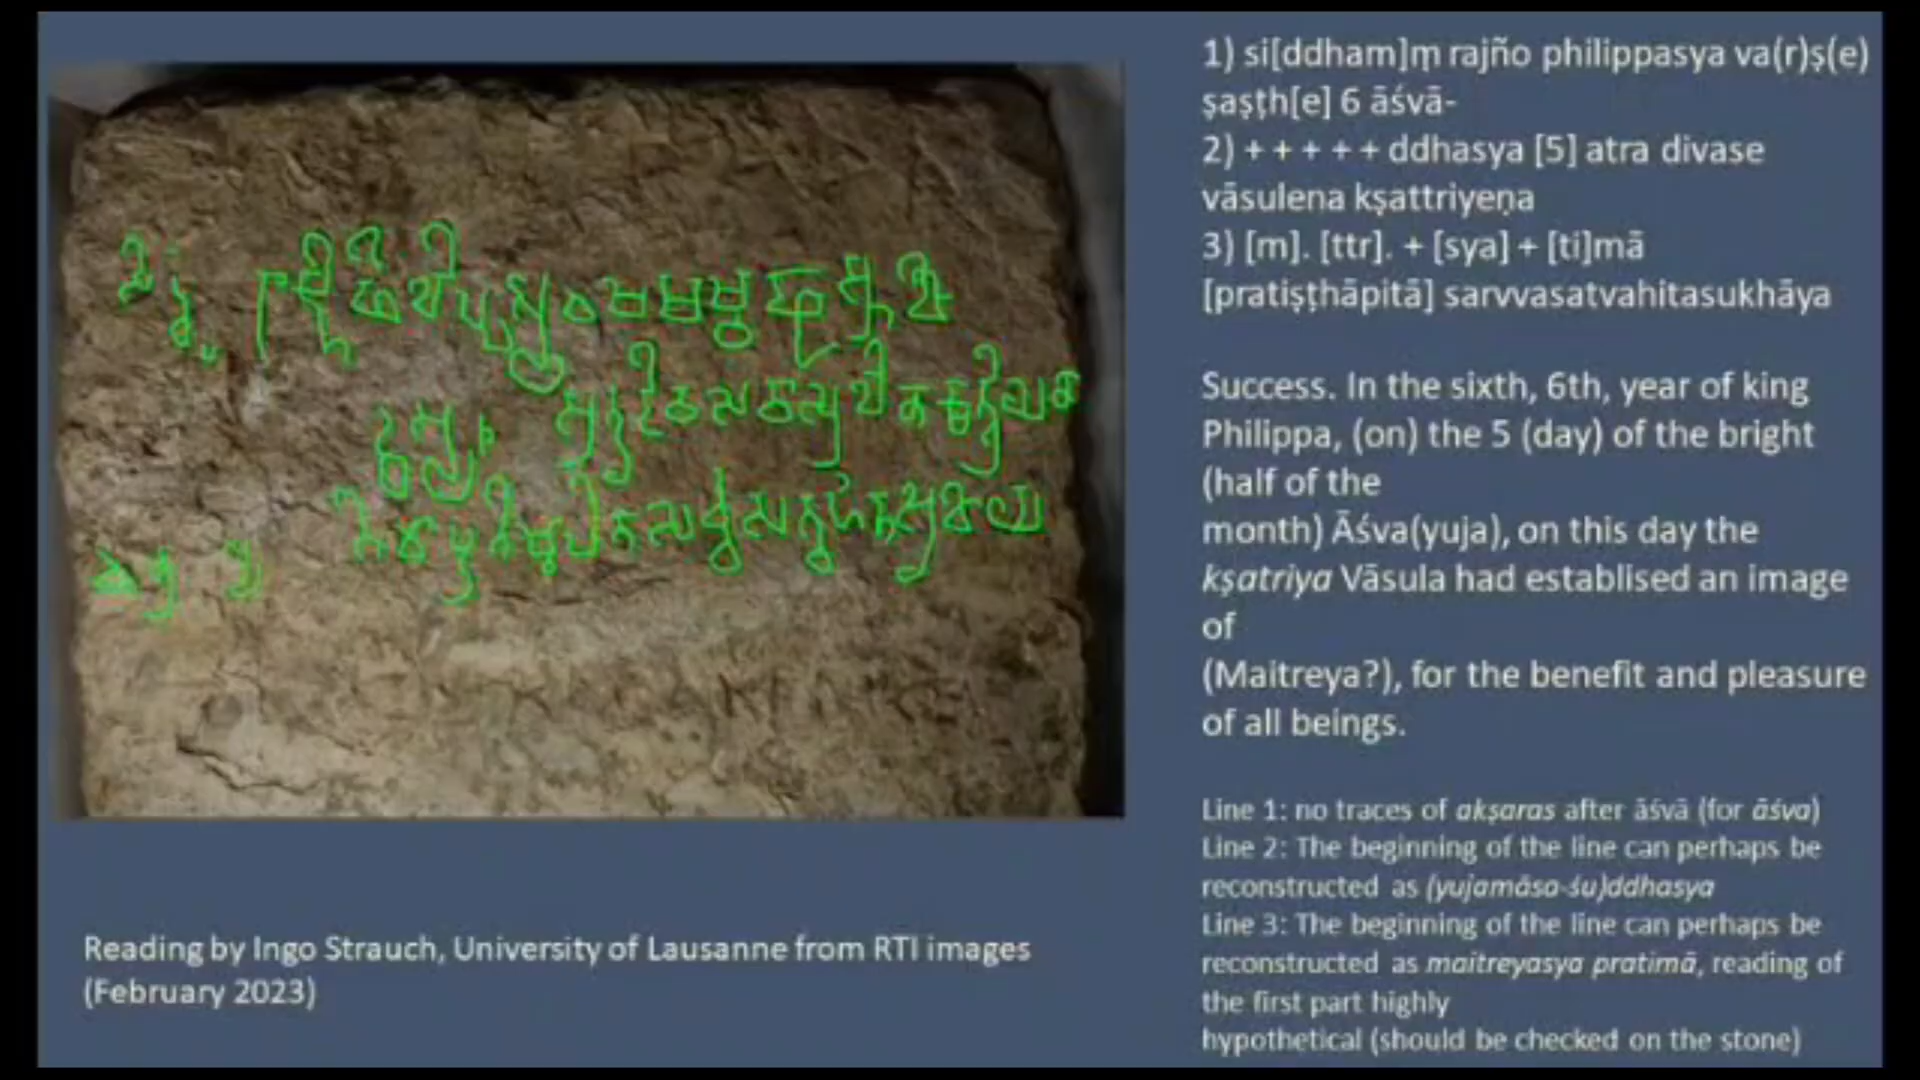 1) si[ddham]ṃ rajño philippasya va(r)ṣ(e)
ṣaṣṭh[e] 6 āśvā-
2) + + + + + ddhasya [5] atra divase
vāsulena kṣattriyeṇa
3) [m]. [ttr]. + [sya] + [ti]mā
[pratiṣṭhāpitā] sarvvasatvahitasukhāya
Success. In the sixth, 6th, year of king
Philippa, (on) the 5 (day) of the bright
(half of the
month) Āśva(yuja), on this day the
kṣatriya Vāsula had establised an image
of
(Maitreya?), for the benefit and pleasure
of all beings.
Line 1: no traces of akṣaras after āśvā (for āśva)
Line 2: The beginning of the line can perhaps be
reconstructed as (yujamāsa-śu)ddhasya
Line 3: The beginning of the line can perhaps be
reconstructed as maitreyasya pratimā, reading of
the first part highly
hypothetical (should be checked on the stone)
Reading by Ingo Strauch, University of Lausanne from RTI images
(February 2023)